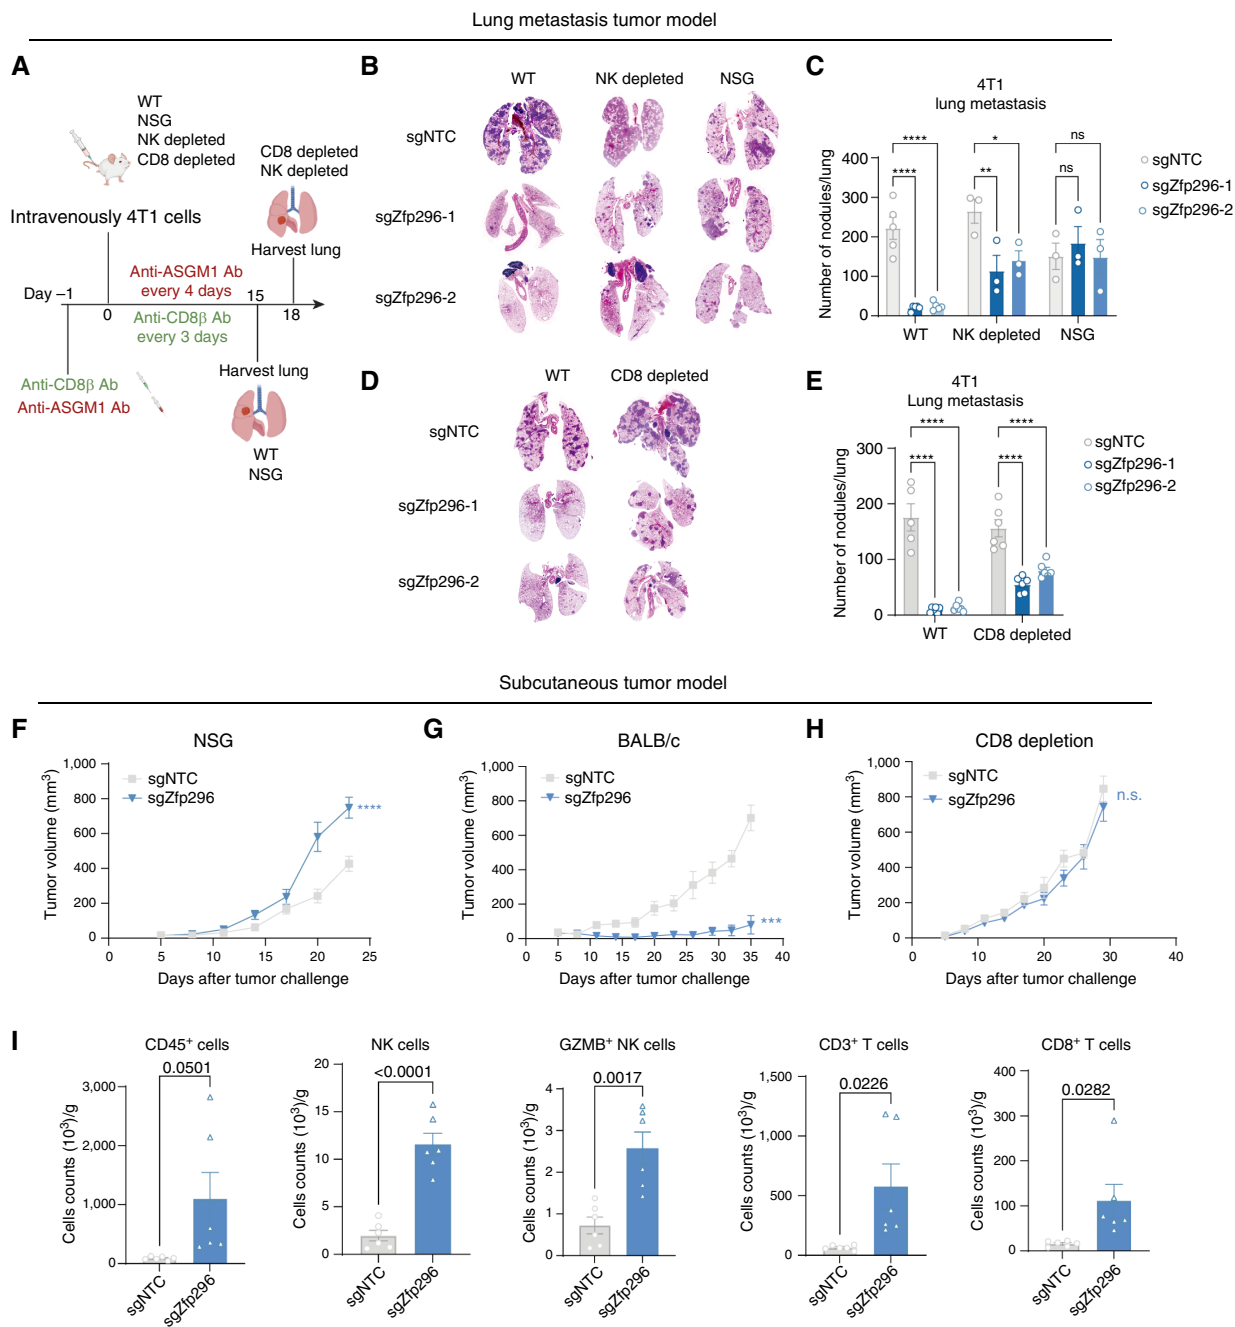 Lung metastasis tumor model
A
WT
NSG
NK depleted
CD8 depleted
CD8 depleted
NK depleted
Intravenously 4T1 cells
Harvest lung
Anti-ASGM1 Ab
every 4 days
Day −1
0
15
18
Anti-CD8β Ab
every 3 days
Anti-CD8β Ab
Anti-ASGM1 Ab
Harvest lung
WT
NSG
B
WT
NK depleted
NSG
sgNTC
sgZfp296-1
sgZfp296-2
C
4T1
lung metastasis
Number of nodules/lung
400
300
200
100
0
****
****
*
**
ns
ns
WT
NK depleted
NSG
sgNTC
sgZfp296-1
sgZfp296-2
D
WT
CD8 depleted
sgNTC
sgZfp296-1
sgZfp296-2
E
4T1
Lung metastasis
Number of nodules/lung
300
200
100
0
****
****
****
****
WT
CD8 depleted
sgNTC
sgZfp296-1
sgZfp296-2
Subcutaneous tumor model
F
NSG
Tumor volume (mm³)
1,000
800
600
400
200
0
sgNTC
sgZfp296
****
0
5
10
15
20
25
Days after tumor challenge
G
BALB/c
Tumor volume (mm³)
1,000
800
600
400
200
0
sgNTC
sgZfp296
***
0
5
10
15
20
25
30
35
40
Days after tumor challenge
H
CD8 depletion
Tumor volume (mm³)
1,000
800
600
400
200
0
sgNTC
sgZfp296
n.s.
0
10
20
30
40
Days after tumor challenge
I
CD45⁺ cells
0.0501
Cells counts (10³)/g
3,000
2,000
1,000
0
sgNTC
sgZfp296
NK cells
<0.0001
Cells counts (10³)/g
20
15
10
5
0
sgNTC
sgZfp296
GZMB⁺ NK cells
0.0017
Cells counts (10³)/g
4
3
2
1
0
sgNTC
sgZfp296
CD3⁺ T cells
0.0226
Cells counts (10³)/g
1,500
1,000
500
0
sgNTC
sgZfp296
CD8⁺ T cells
0.0282
Cells counts (10³)/g
400
300
200
100
0
sgNTC
sgZfp296